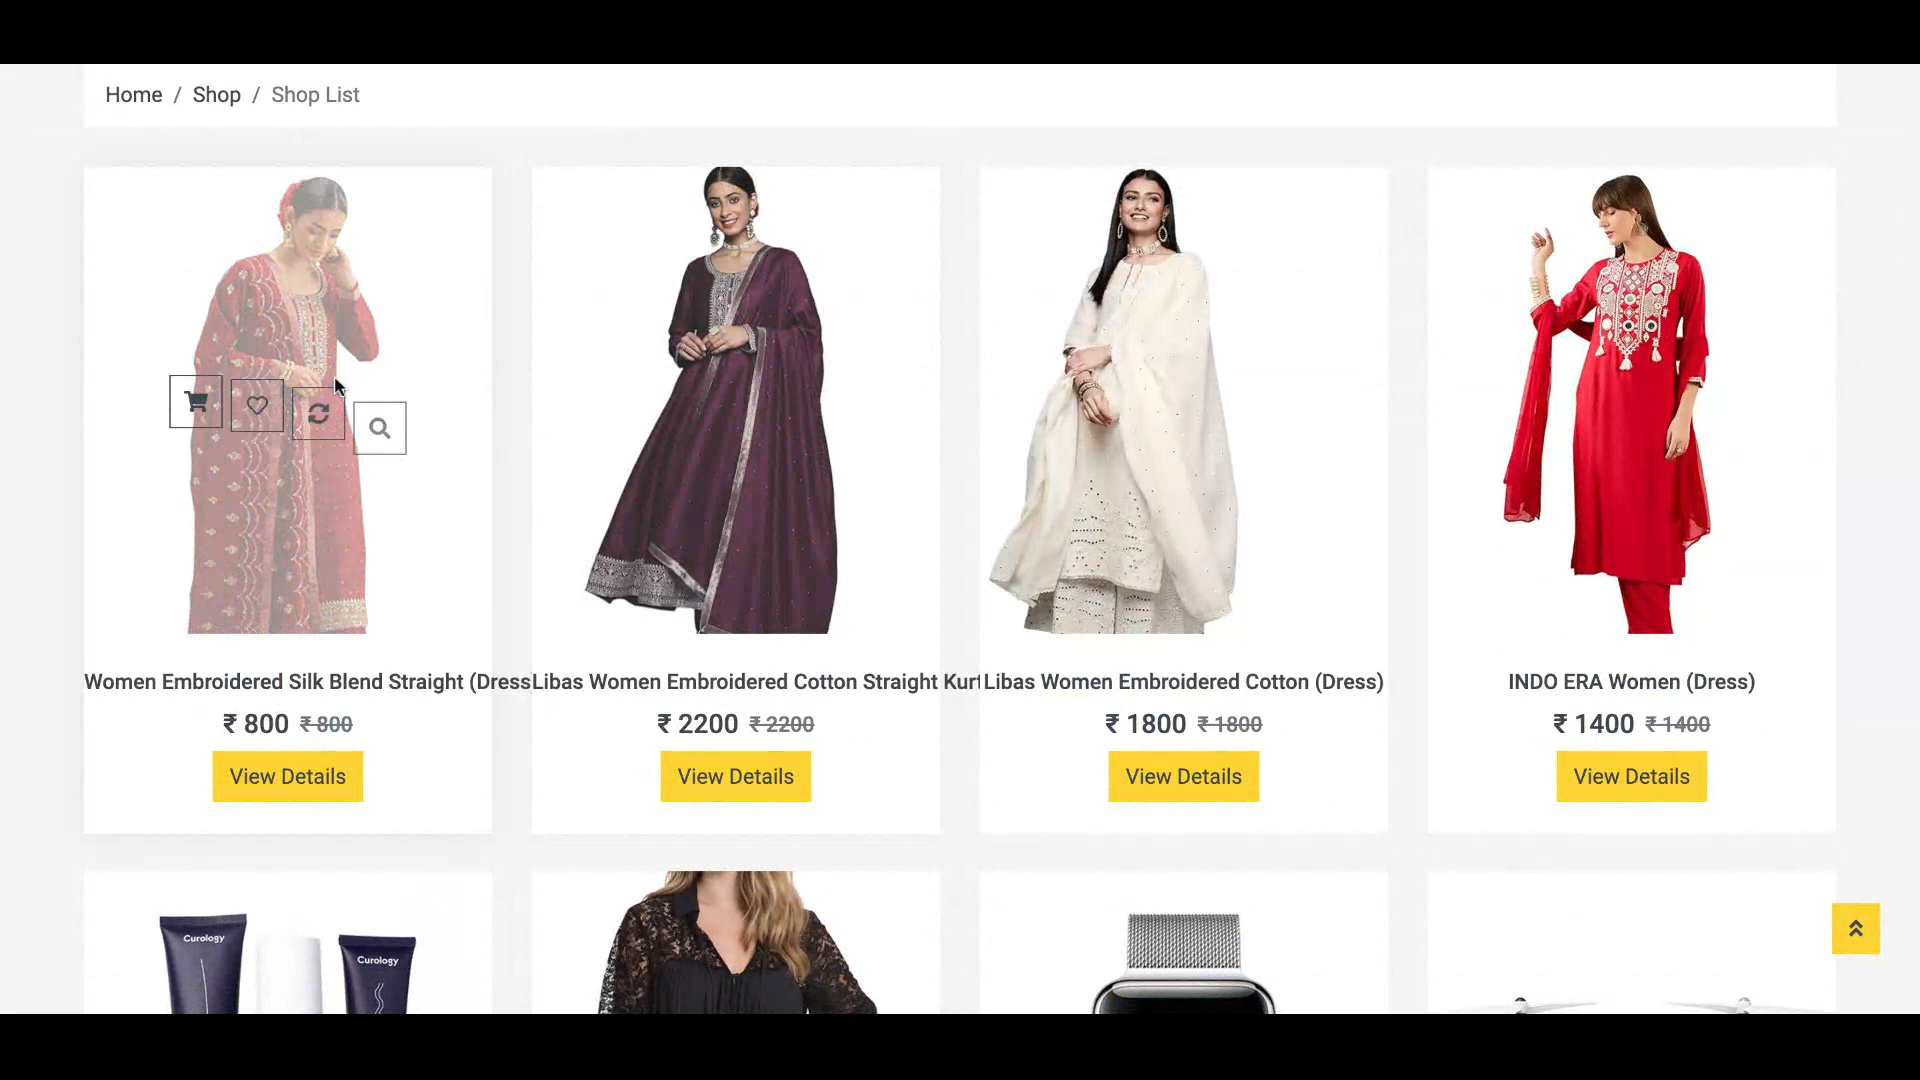 Home / Shop / Shop List
Women Embroidered Silk Blend Straight (Dress
₹ 800 ₹ 800
View Details
Libas Women Embroidered Cotton Straight Kurt
₹ 2200 ₹ 2200
View Details
Libas Women Embroidered Cotton (Dress)
₹ 1800 ₹ 1800
View Details
INDO ERA Women (Dress)
₹ 1400 ₹ 1400
View Details
Curology
Curology